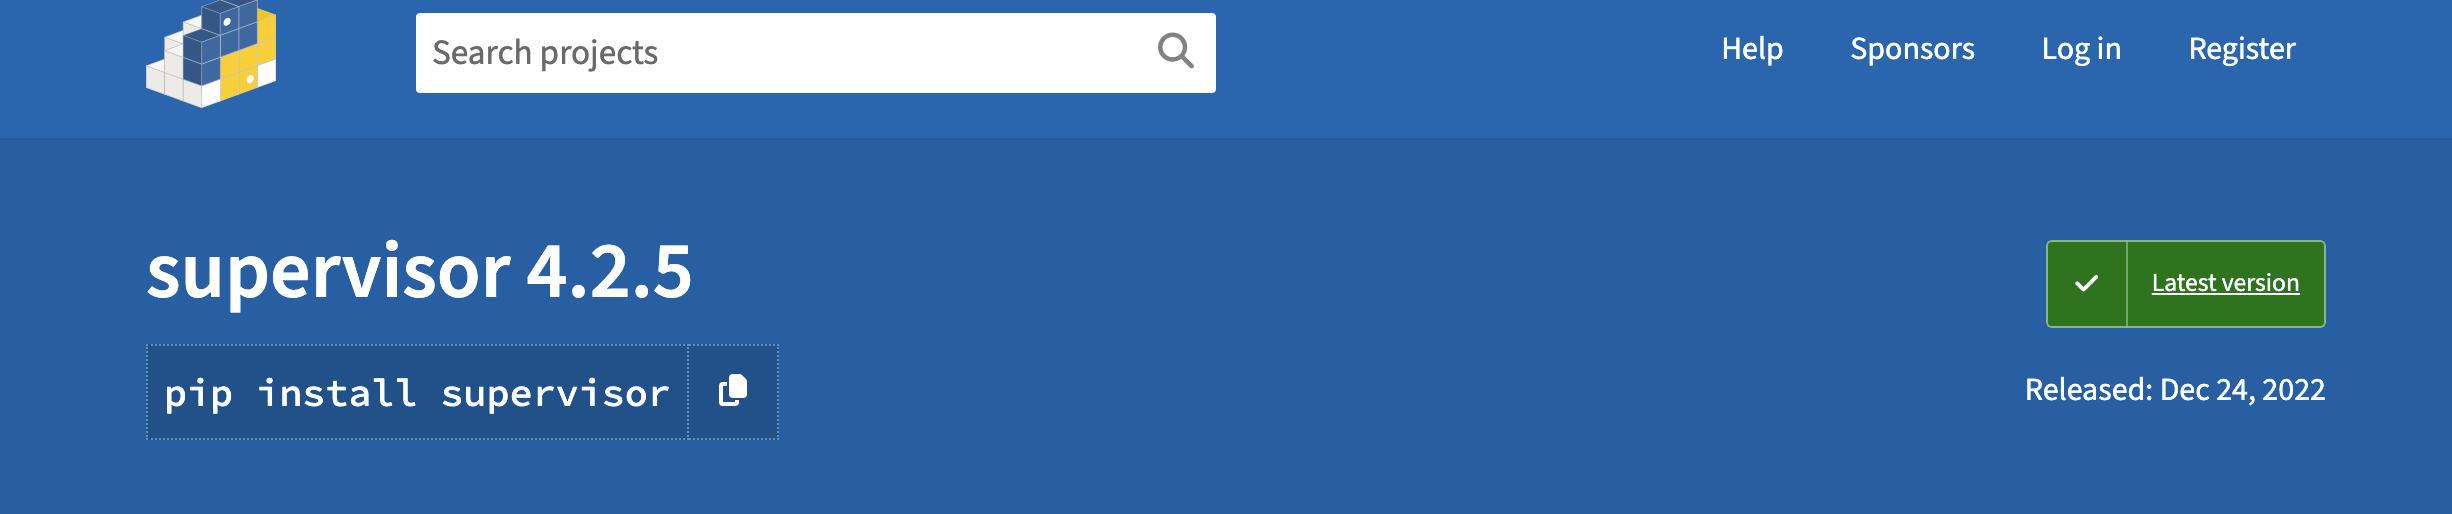 Search projects
Help Sponsors Log in Register
supervisor 4.2.5
Latest version
pip install supervisor
Released: Dec 24, 2022